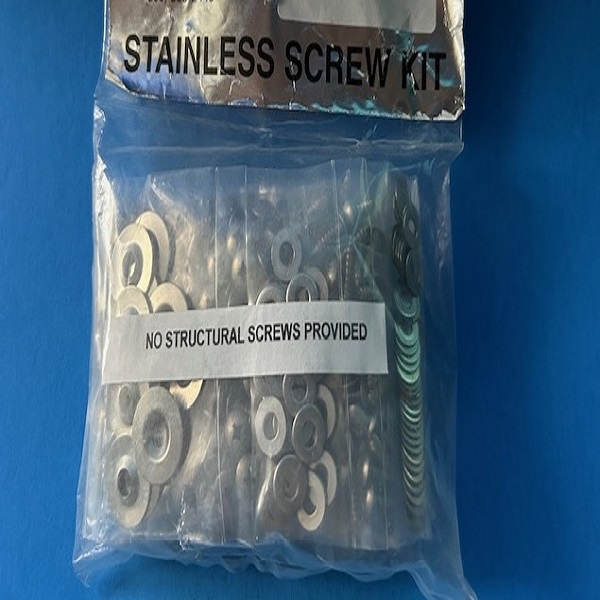 STAINLESS SCREW KIT
NO STRUCTURAL SCREWS PROVIDED